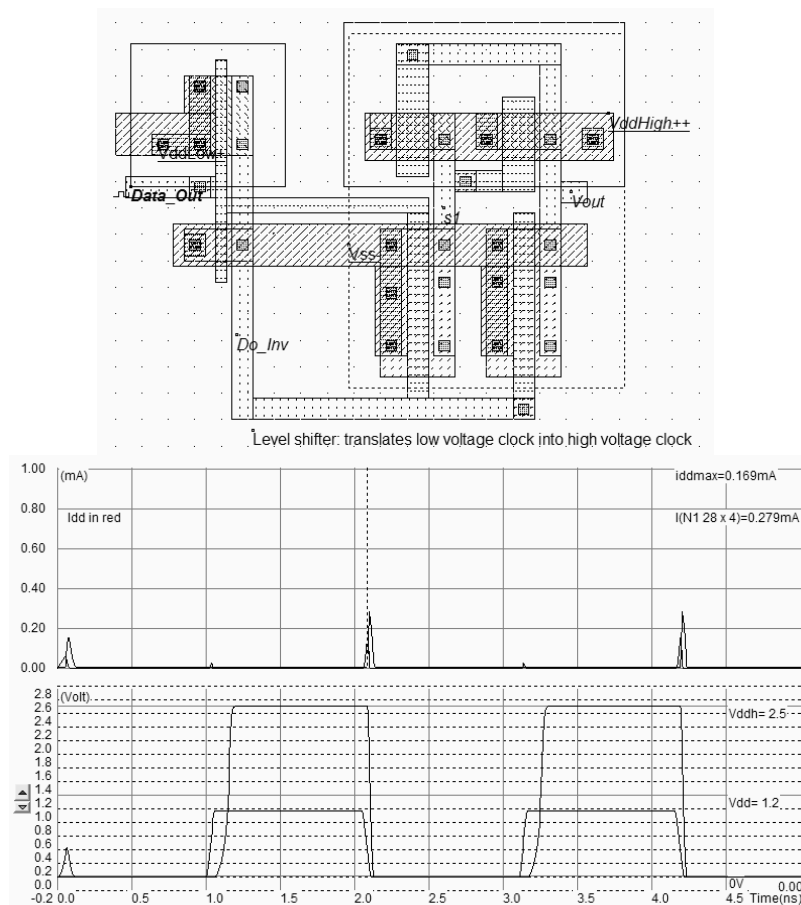 VddHigh++
VddLow+
Data_Out
Vout
s1
Vss-
Do_Inv
Level shifter: translates low voltage clock into high voltage clock
1.00
(mA)
iddmax=0.169mA
0.80
Idd in red
I(N1 28 x 4)=0.279mA
0.60
0.40
0.20
0.00
2.8
(Volt)
2.6
Vddh= 2.5
2.4
2.2
2.0
1.8
1.6
1.4
1.2
Vdd= 1.2
1.0
0.8
0.6
0.4
0.2
0.0
0V
0.00
-0.2
0.0
0.5
1.0
1.5
2.0
2.5
3.0
3.5
4.0
4.5
Time(ns)